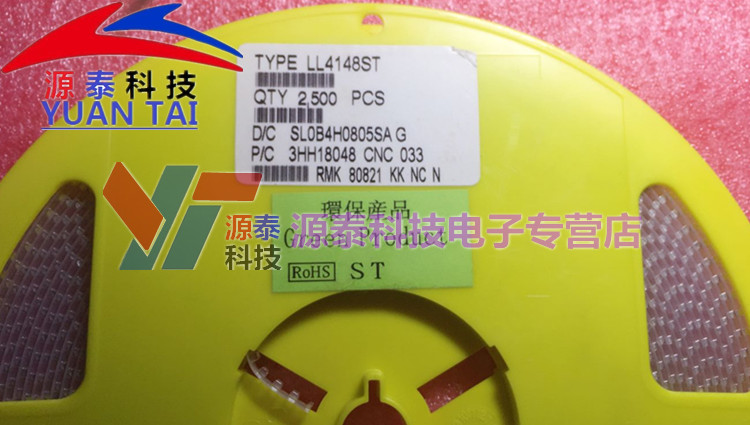 源泰科技
YUAN TAI
TYPE LL4148ST
QTY 2,500 PCS
D/C SL0B4H0805SA G
P/C 3HH18048 CNC 033
RMK 80821 KK NC N
環保產品
Green Product
RoHS ST
源泰
科技
源泰科技电子专营店